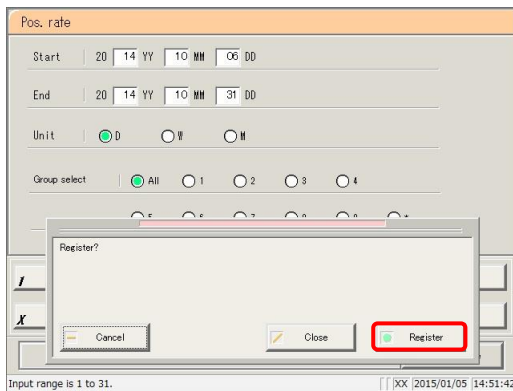 Pos. rate
Start 20 14 YY 10 MM 06 DD
End 20 14 YY 10 MM 31 DD
Unit D W M
Group select All 1 2 3 4
Register?
1
X
Cancel Close Register
Input range is 1 to 31. XX 2015/01/05 14:51:42